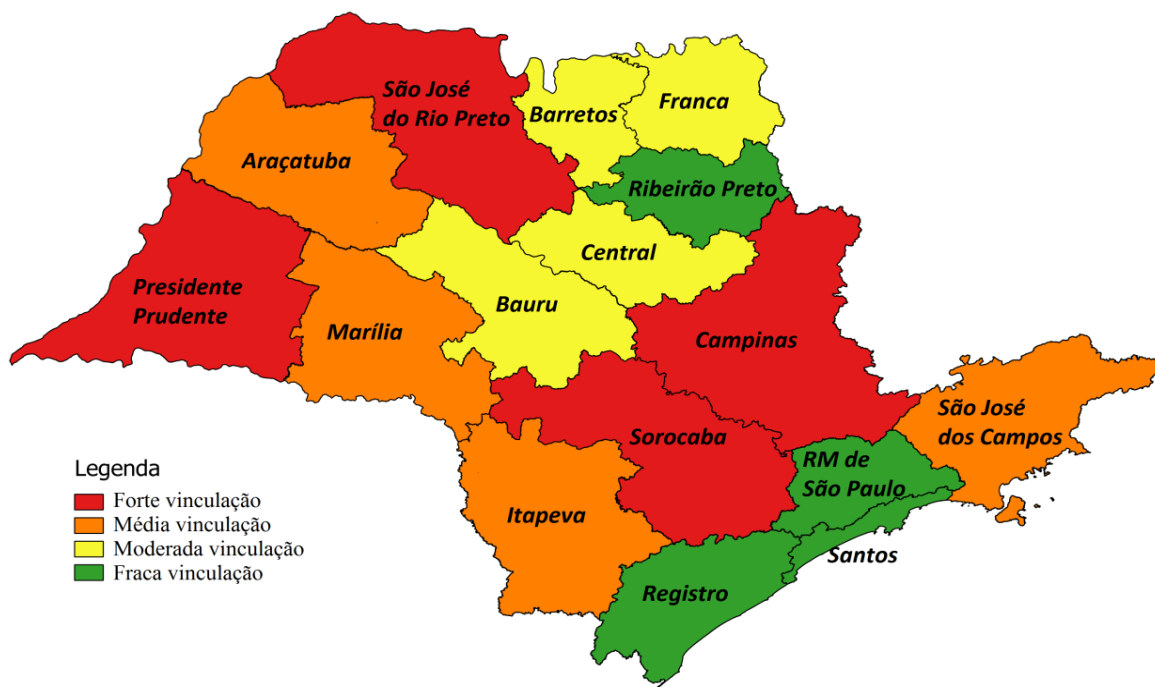 São José
do Rio Preto
Barretos
Franca
Araçatuba
Ribeirão Preto
Central
Presidente
Prudente
Bauru
Marília
Campinas
São José
dos Campos
Sorocaba
RM de
São Paulo
Itapeva
Santos
Registro
Legenda
Forte vinculação
Média vinculação
Moderada vinculação
Fraca vinculação